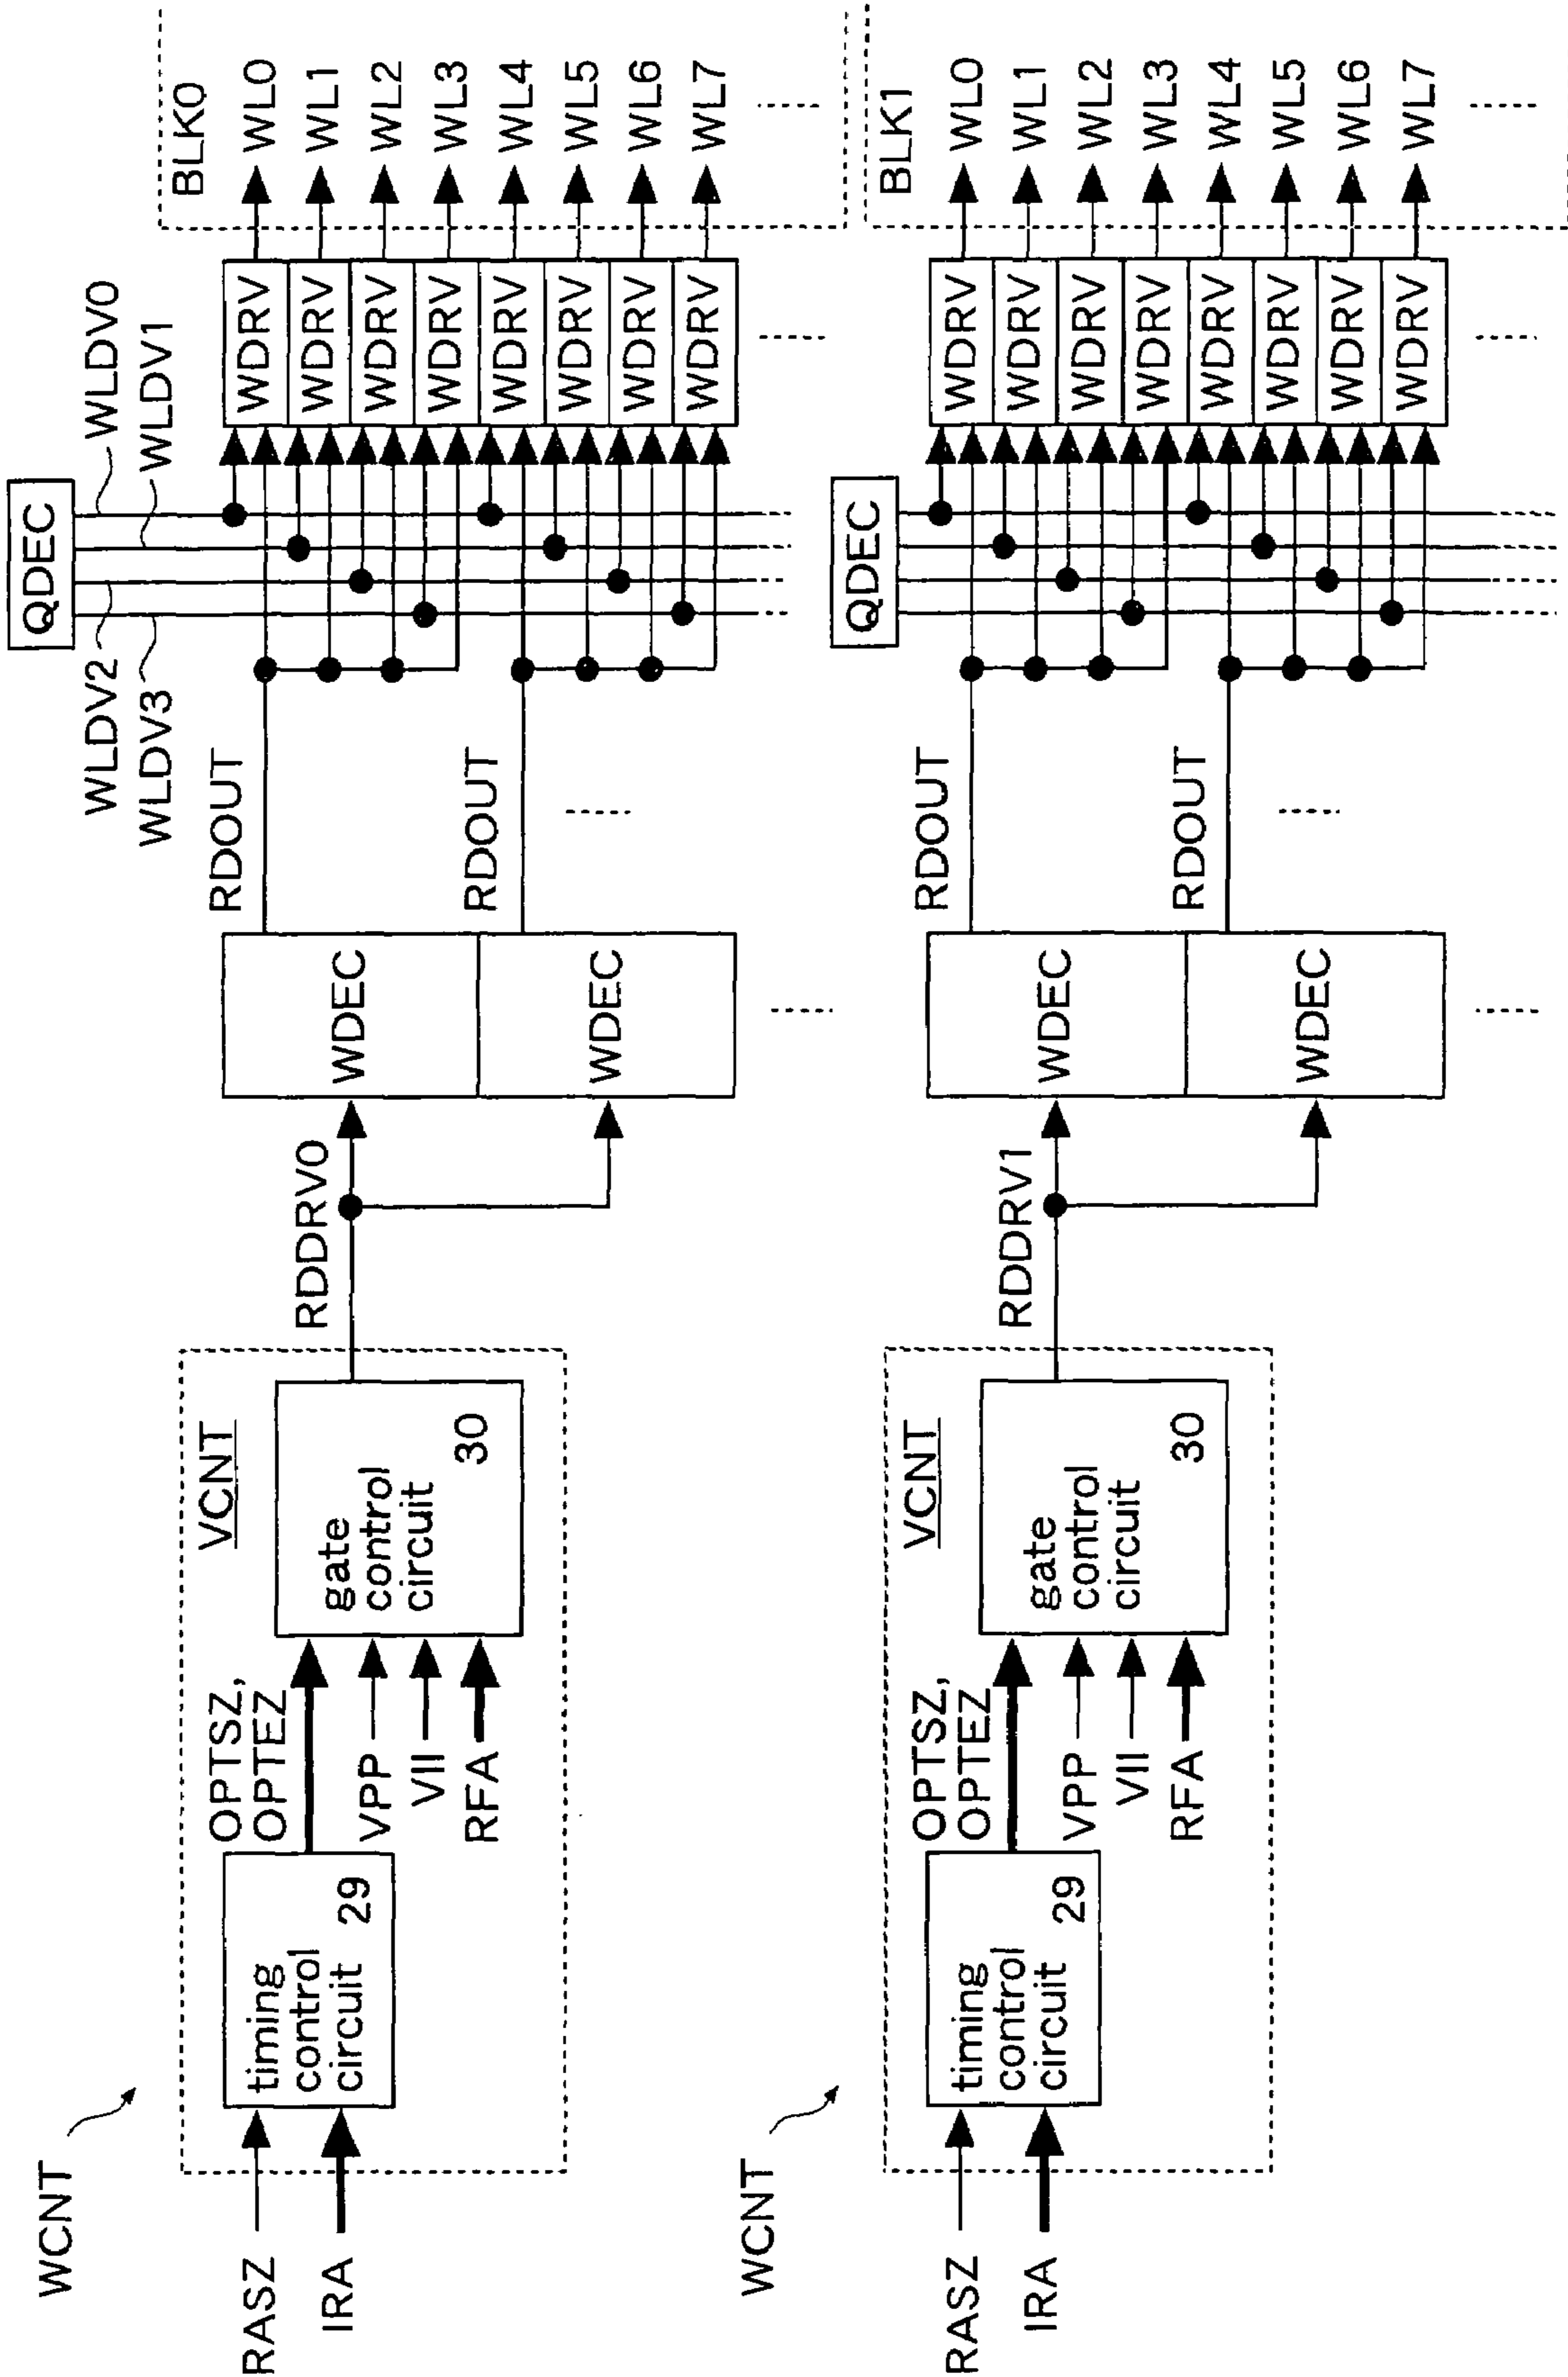 WCNT
RASZ
IRA
timing
control
circuit
29
OPTSZ,
OPTEZ
VPP
VII
RFA
VCNT
gate
control
circuit
30
RDDRV0
WDEC
WDEC
RDOUT
RDOUT
QDEC
WLDV2
WLDV3
WLDV0
WLDV1
WDRV
WDRV
WDRV
WDRV
WDRV
WDRV
WDRV
WDRV
BLK0
WL0
WL1
WL2
WL3
WL4
WL5
WL6
WL7
WCNT
RASZ
IRA
timing
control
circuit
29
OPTSZ,
OPTEZ
VPP
VII
RFA
VCNT
gate
control
circuit
30
RDDRV1
WDEC
WDEC
RDOUT
RDOUT
QDEC
WDRV
WDRV
WDRV
WDRV
WDRV
WDRV
WDRV
WDRV
BLK1
WL0
WL1
WL2
WL3
WL4
WL5
WL6
WL7